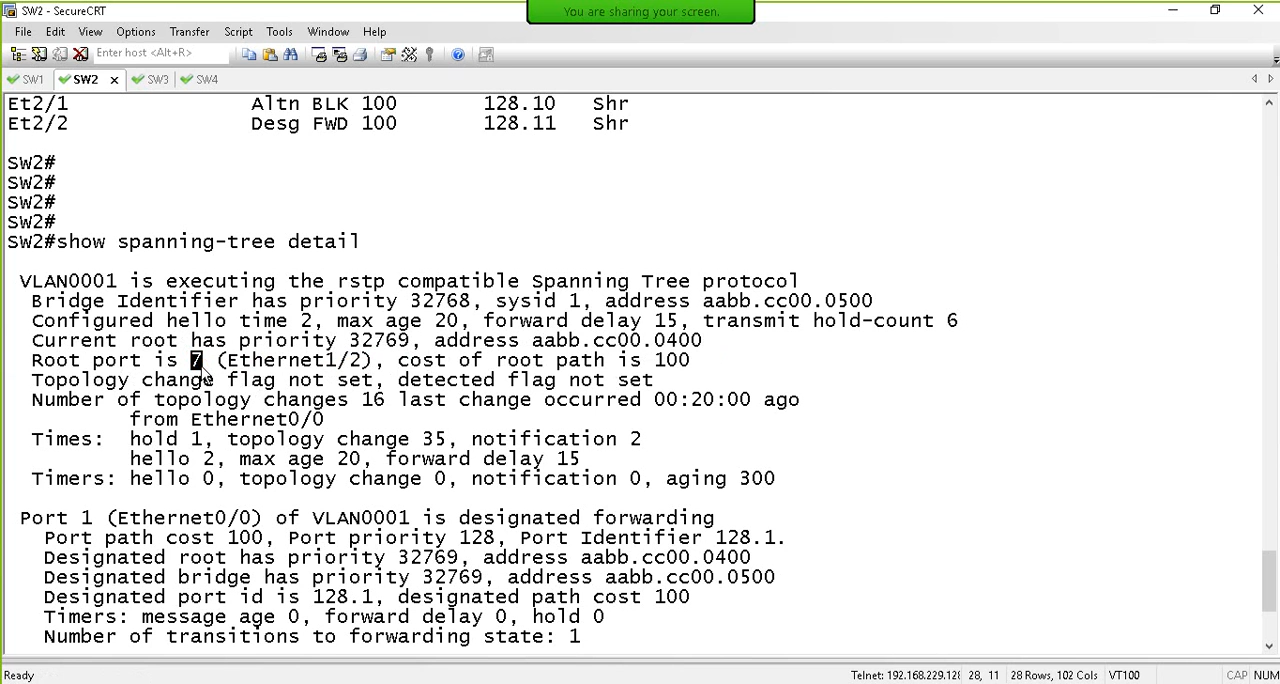 SW2 - SecureCRT
You are sharing your screen.
File Edit View Options Transfer Script Tools Window Help
Enter host <Alt+R>
SW1 SW2 SW3 SW4
Et2/1 Altn BLK 100 128.10 Shr
Et2/2 Desg FWD 100 128.11 Shr
SW2#
SW2#
SW2#
SW2#
SW2#show spanning-tree detail
VLAN0001 is executing the rstp compatible Spanning Tree protocol
Bridge Identifier has priority 32768, sysid 1, address aabb.cc00.0500
Configured hello time 2, max age 20, forward delay 15, transmit hold-count 6
Current root has priority 32769, address aabb.cc00.0400
Root port is 7 (Ethernet1/2), cost of root path is 100
Topology change flag not set, detected flag not set
Number of topology changes 16 last change occurred 00:20:00 ago
from Ethernet0/0
Times: hold 1, topology change 35, notification 2
hello 2, max age 20, forward delay 15
Timers: hello 0, topology change 0, notification 0, aging 300
Port 1 (Ethernet0/0) of VLAN0001 is designated forwarding
Port path cost 100, Port priority 128, Port Identifier 128.1.
Designated root has priority 32769, address aabb.cc00.0400
Designated bridge has priority 32769, address aabb.cc00.0500
Designated port id is 128.1, designated path cost 100
Timers: message age 0, forward delay 0, hold 0
Number of transitions to forwarding state: 1
Ready Telnet: 192.168.229.12 28, 11 28 Rows, 102 Cols VT100 CAP NUM